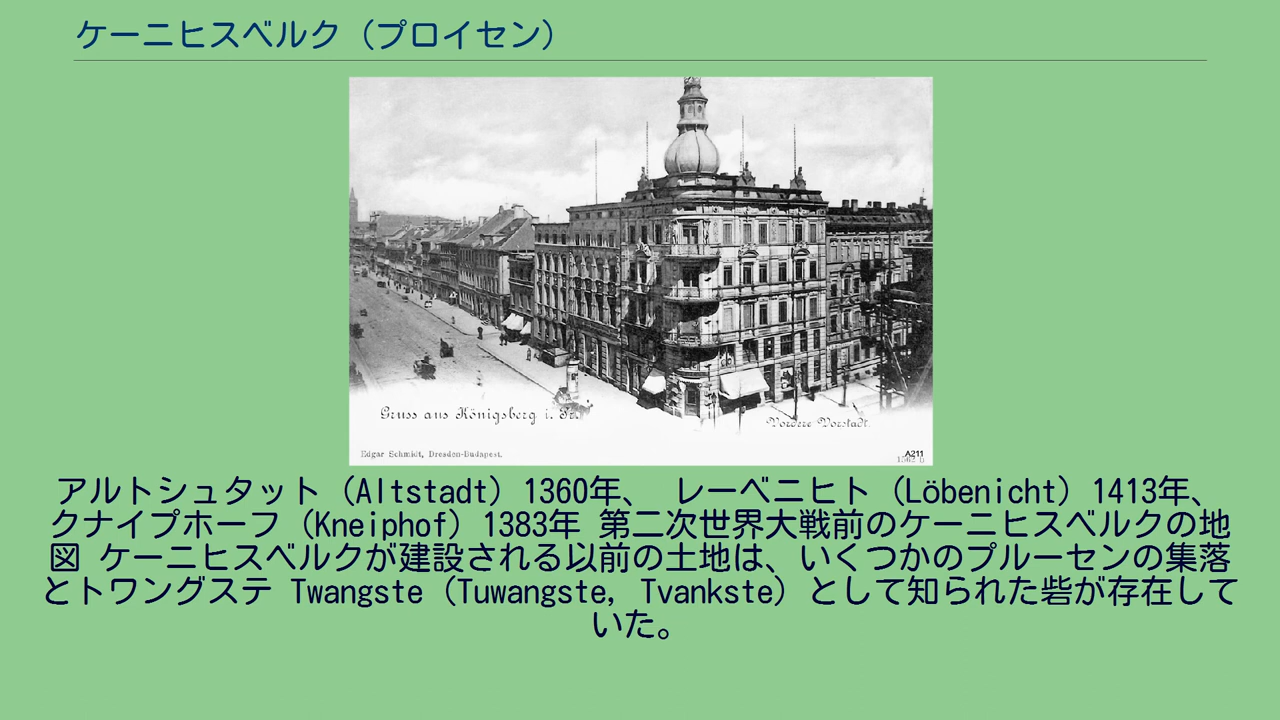 ケーニヒスベルク（プロイセン）
Gruss aus Königsberg i. Pr.
Vordere Vorstadt.
Edgar Schmidt, Dresden-Budapest.
A211
アルトシュタット（Altstadt）1360年、 レーベニヒト（Löbenicht）1413年、
クナイプホーフ（Kneiphof）1383年 第二次世界大戦前のケーニヒスベルクの地
図 ケーニヒスベルクが建設される以前の土地は、いくつかのプルーセンの集落
とトワングステ Twangste（Tuwangste, Tvankste）として知られた砦が存在して
いた。